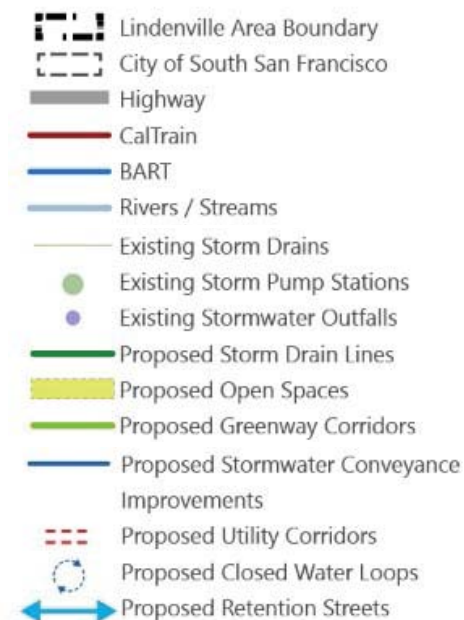 Lindenville Area Boundary
City of South San Francisco
Highway
CalTrain
BART
Rivers / Streams
Existing Storm Drains
Existing Storm Pump Stations
Existing Stormwater Outfalls
Proposed Storm Drain Lines
Proposed Open Spaces
Proposed Greenway Corridors
Proposed Stormwater Conveyance
Improvements
Proposed Utility Corridors
Proposed Closed Water Loops
Proposed Retention Streets